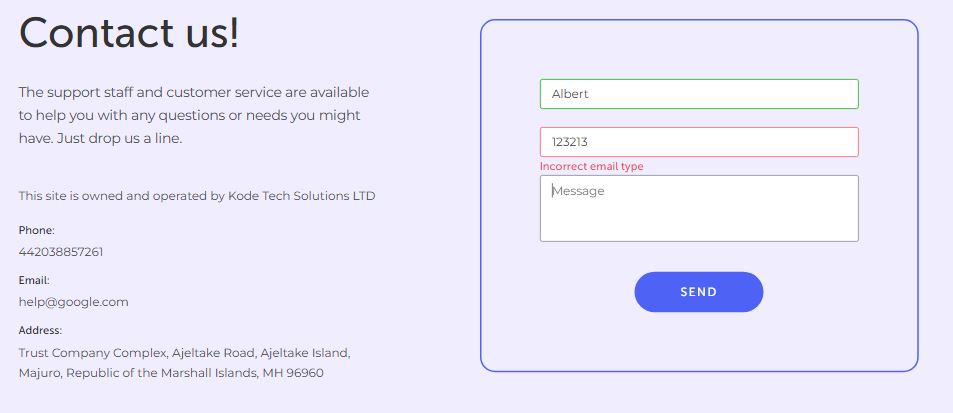 Contact us!
The support staff and customer service are available
to help you with any questions or needs you might
have. Just drop us a line.
This site is owned and operated by Kode Tech Solutions LTD
Phone:
442038857261
Email:
help@google.com
Address:
Trust Company Complex, Ajeltake Road, Ajeltake Island,
Majuro, Republic of the Marshall Islands, MH 96960
Albert
123213
Incorrect email type
Message
SEND